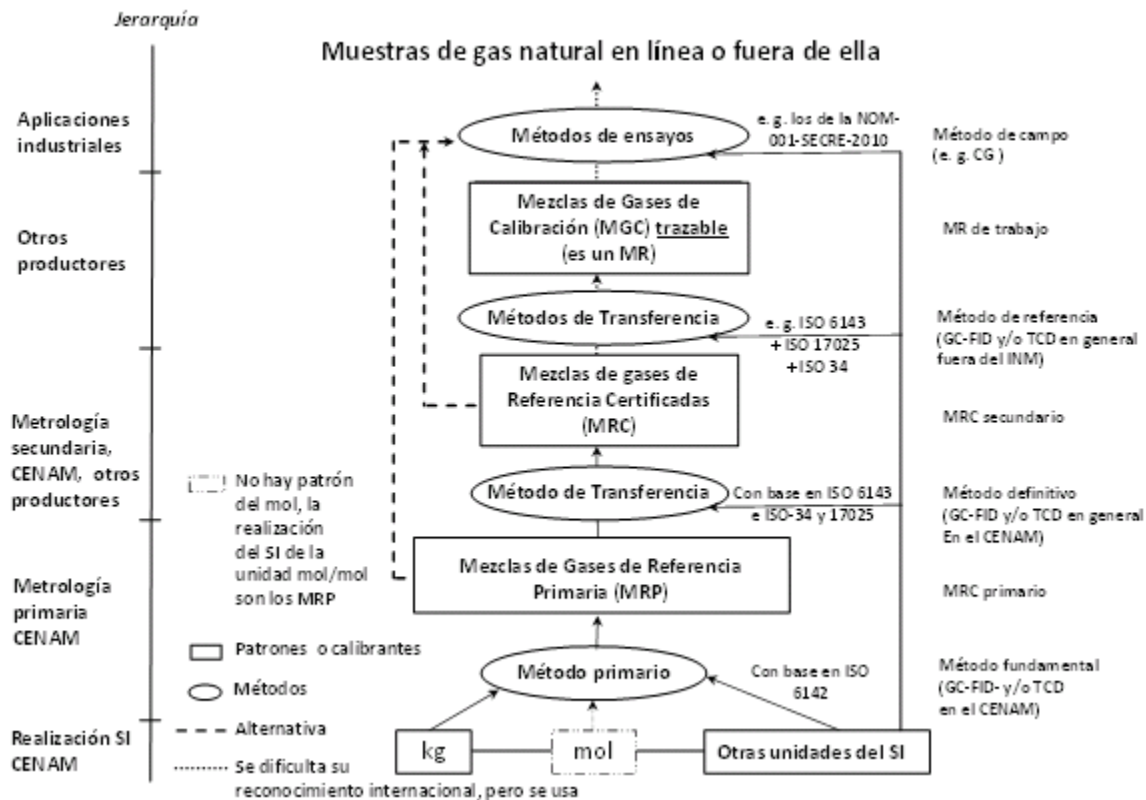 Jerarquía
Muestras de gas natural en línea o fuera de ella
Aplicaciones
industriales
Métodos de ensayos
e. g. los de la NOM-
001-SECRE-2010
Método de campo
(e. g. CG )
Mezclas de Gases de
Calibración (MGC) trazable
(es un MR)
Otros
productores
MR de trabajo
Métodos de Transferencia
e. g. ISO 6143
+ ISO 17025
+ ISO 34
Método de referencia
(GC-FID y/o TCD en general
fuera del INM)
Mezclas de gases de
Referencia Certificadas
(MRC)
MRC secundario
Metrología
secundaria,
CENAM, otros
productores
No hay patrón
del mol, la
realización
del SI de la
unidad mol/mol
son los MRP
Método de Transferencia
Con base en ISO 6143
e ISO-34 y 17025
Método definitivo
(GC-FID y/o TCD en general
En el CENAM)
Mezclas de Gases de Referencia
Primaria (MRP)
MRC primario
Metrología
primaria
CENAM
Patrones o calibrantes
Métodos
Alternativa
Se dificulta su
reconocimiento internacional, pero se usa
Método primario
Con base en ISO
6142
Método fundamental
(GC-FID- y/o TCD
en el CENAM)
Realización SI
CENAM
kg
mol
Otras unidades del SI